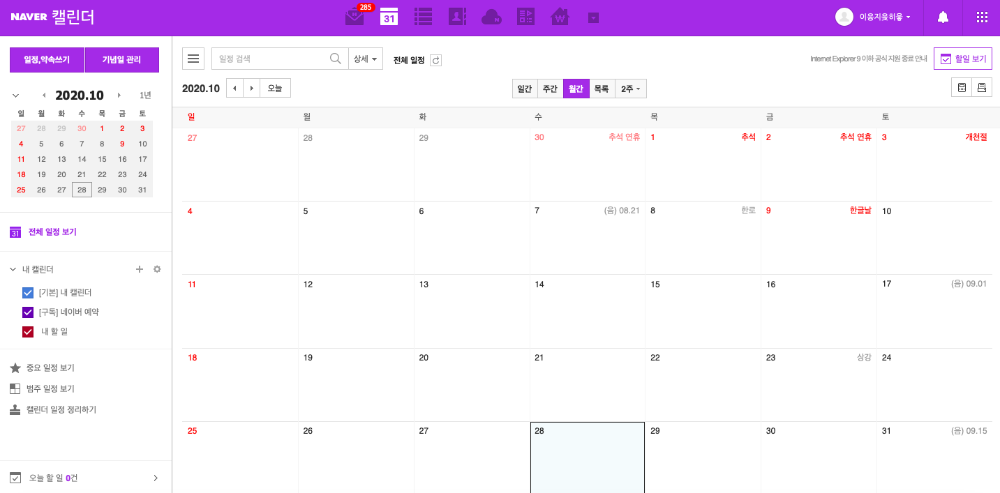 NAVER 캘린더
285
31
이응지읒히읗
일정,약속쓰기 기념일 관리
2020.10 1년
일 월 화 수 목 금 토
27 28 29 30 1 2 3
4 5 6 7 8 9 10
11 12 13 14 15 16 17
18 19 20 21 22 23 24
25 26 27 28 29 30 31
31 전체 일정 보기
내 캘린더
[기본] 내 캘린더
[구독] 네이버 예약
내 할 일
중요 일정 보기
범주 일정 보기
캘린더 일정 정리하기
오늘 할 일 0건
일정 검색 상세 전체 일정
Internet Explorer 9 이하 공식 지원 종료 안내 할일 보기
2020.10 오늘 일간 주간 월간 목록 2주
일 월 화 수 목 금 토
27 28 29 30 추석 연휴 1 추석 2 추석 연휴 3 개천절
4 5 6 7 (음) 08.21 8 한로 9 한글날 10
11 12 13 14 15 16 17 (음) 09.01
18 19 20 21 22 23 상강 24
25 26 27 28 29 30 31 (음) 09.15